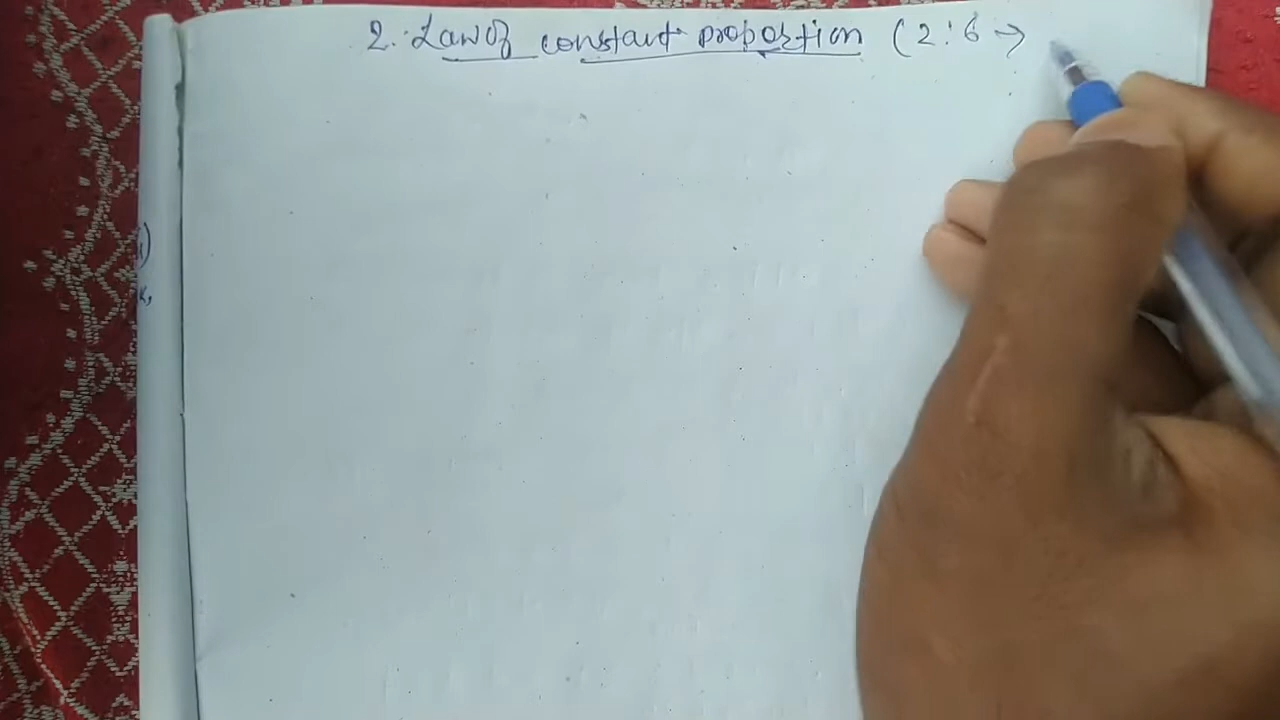 2. Law of constant proportion (2:6 →